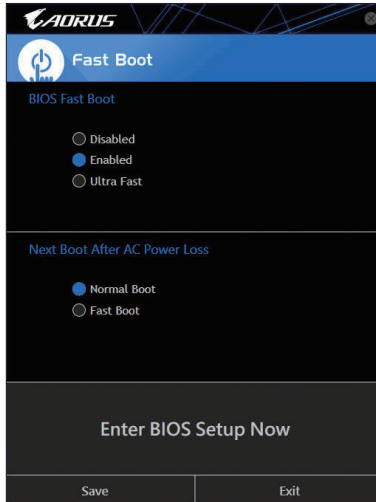 AORUS
Fast Boot
BIOS Fast Boot
Disabled
Enabled
Ultra Fast
Next Boot After AC Power Loss
Normal Boot
Fast Boot
Enter BIOS Setup Now
Save
Exit